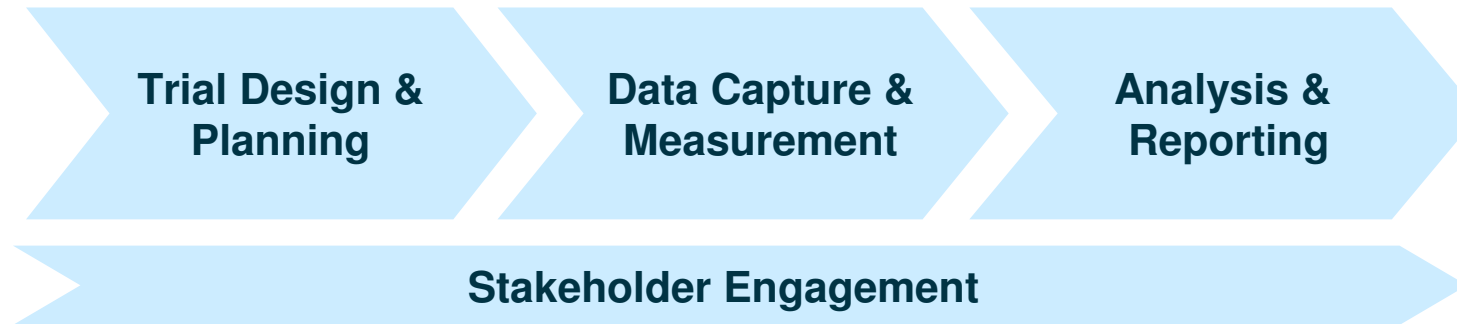 Trial Design &
Planning
Data Capture &
Measurement
Analysis &
Reporting
Stakeholder Engagement